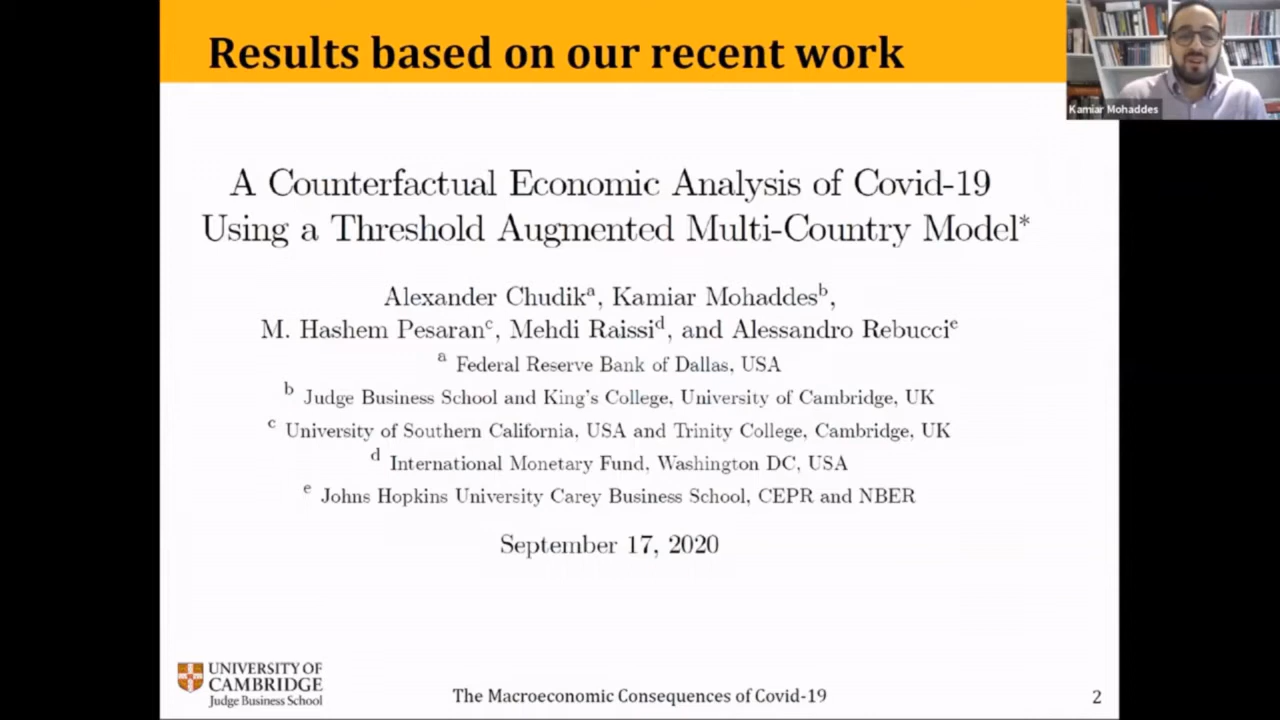 Results based on our recent work
Kamiar Mohaddes
A Counterfactual Economic Analysis of Covid-19
Using a Threshold Augmented Multi-Country Model*
Alexander Chudikᵃ, Kamiar Mohaddesᵇ,
M. Hashem Pesaranᶜ, Mehdi Raissiᵈ, and Alessandro Rebucciᵉ
ᵃ Federal Reserve Bank of Dallas, USA
ᵇ Judge Business School and King's College, University of Cambridge, UK
ᶜ University of Southern California, USA and Trinity College, Cambridge, UK
ᵈ International Monetary Fund, Washington DC, USA
ᵉ Johns Hopkins University Carey Business School, CEPR and NBER
September 17, 2020
UNIVERSITY OF
CAMBRIDGE
Judge Business School
The Macroeconomic Consequences of Covid-19
2